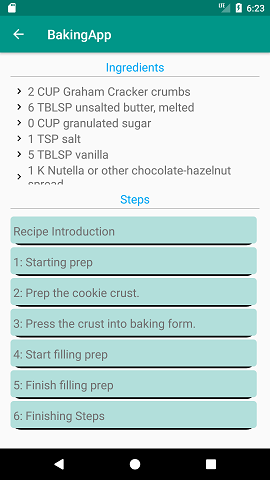 LTE 6:23
BakingApp
Ingredients
2 CUP Graham Cracker crumbs
6 TBLSP unsalted butter, melted
0 CUP granulated sugar
1 TSP salt
5 TBLSP vanilla
1 K Nutella or other chocolate-hazelnut
spread
Steps
Recipe Introduction
1: Starting prep
2: Prep the cookie crust.
3: Press the crust into baking form.
4: Start filling prep
5: Finish filling prep
6: Finishing Steps